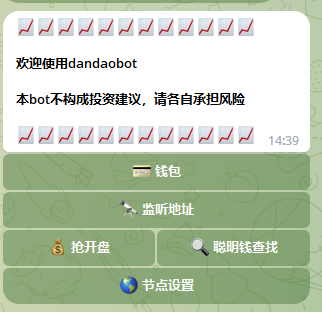 📈📈📈📈📈📈📈📈📈📈📈📈
欢迎使用dandaobot
本bot不构成投资建议，请各自承担风险
📈📈📈📈📈📈📈📈📈📈📈📈 14:39
💳 钱包
🔭 监听地址
💰 抢开盘
🔍 聪明钱查找
🌎 节点设置